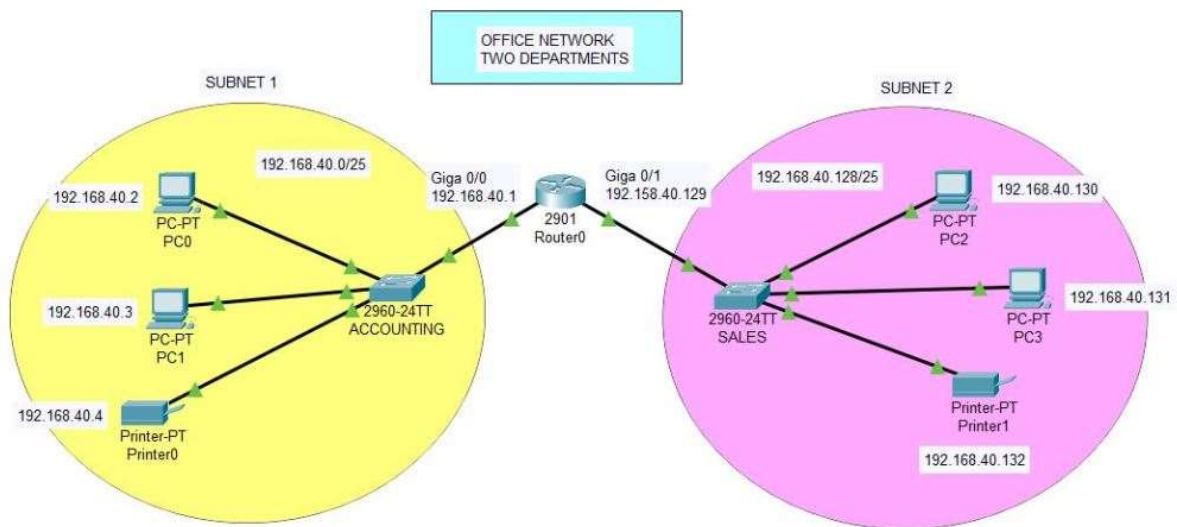 OFFICE NETWORK
TWO DEPARTMENTS
SUBNET 1
SUBNET 2
192.168.40.0/25
Giga 0/0
192.168.40.1
Giga 0/1
192.158.40.129
192.168.40.128/25
192.168.40.2
PC-PT
PC0
2901
Router0
PC-PT
PC2
192.168.40.130
192.168.40.3
PC-PT
PC1
2960-24TT
ACCOUNTING
2960-24TT
SALES
PC-PT
PC3
192.168.40.131
192.168.40.4
Printer-PT
Printer0
Printer-PT
Printer1
192.168.40.132